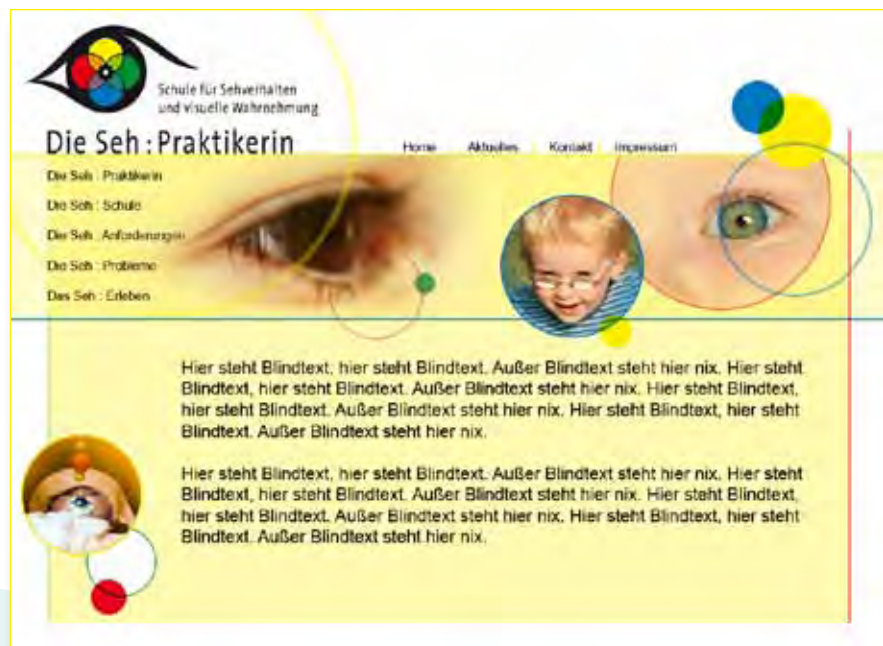 Schule für Sehverhalten
und visuelle Wahrnehmung
Die Seh : Praktikerin
Home Aktuelles Kontakt Impressum
Die Seh : Praktikerin
Die Seh : Schule
Die Seh : Anforderungen
Die Seh : Probleme
Das Seh : Erleben
Hier steht Blindtext, hier steht Blindtext. Außer Blindtext steht hier nix. Hier steht
Blindtext, hier steht Blindtext. Außer Blindtext steht hier nix. Hier steht Blindtext,
hier steht Blindtext. Außer Blindtext steht hier nix. Hier steht Blindtext, hier steht
Blindtext. Außer Blindtext steht hier nix.
Hier steht Blindtext, hier steht Blindtext. Außer Blindtext steht hier nix. Hier steht
Blindtext, hier steht Blindtext. Außer Blindtext steht hier nix. Hier steht Blindtext,
hier steht Blindtext. Außer Blindtext steht hier nix. Hier steht Blindtext, hier steht
Blindtext. Außer Blindtext steht hier nix.